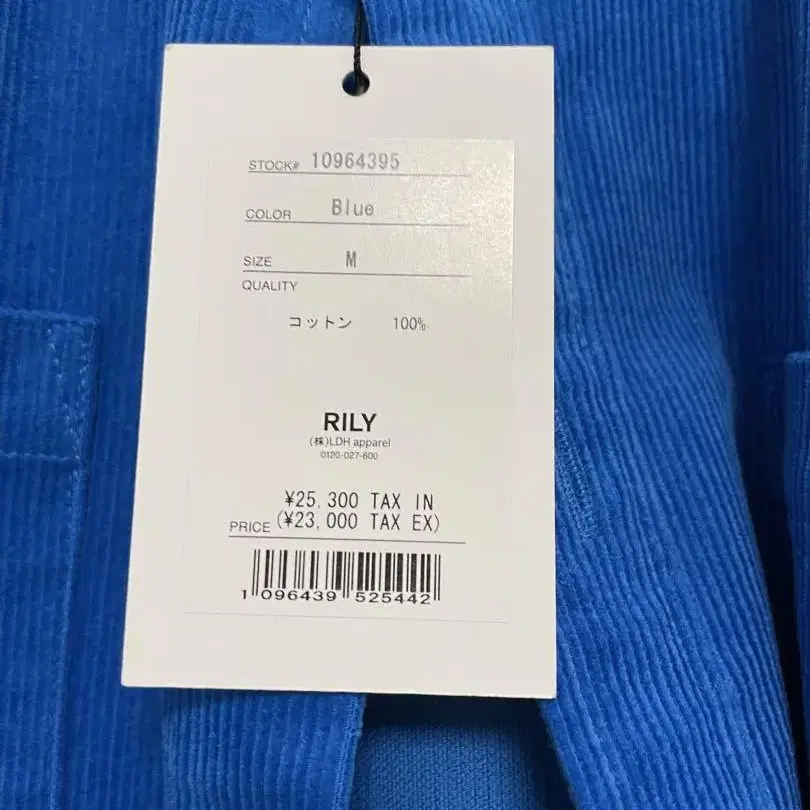 STOCK# 10964395
COLOR Blue
SIZE M
QUALITY
コットン 100%
RILY
(株)LDH apparel
0120-027-600
¥25,300 TAX IN
PRICE (¥23,000 TAX EX)
1 096439 525442